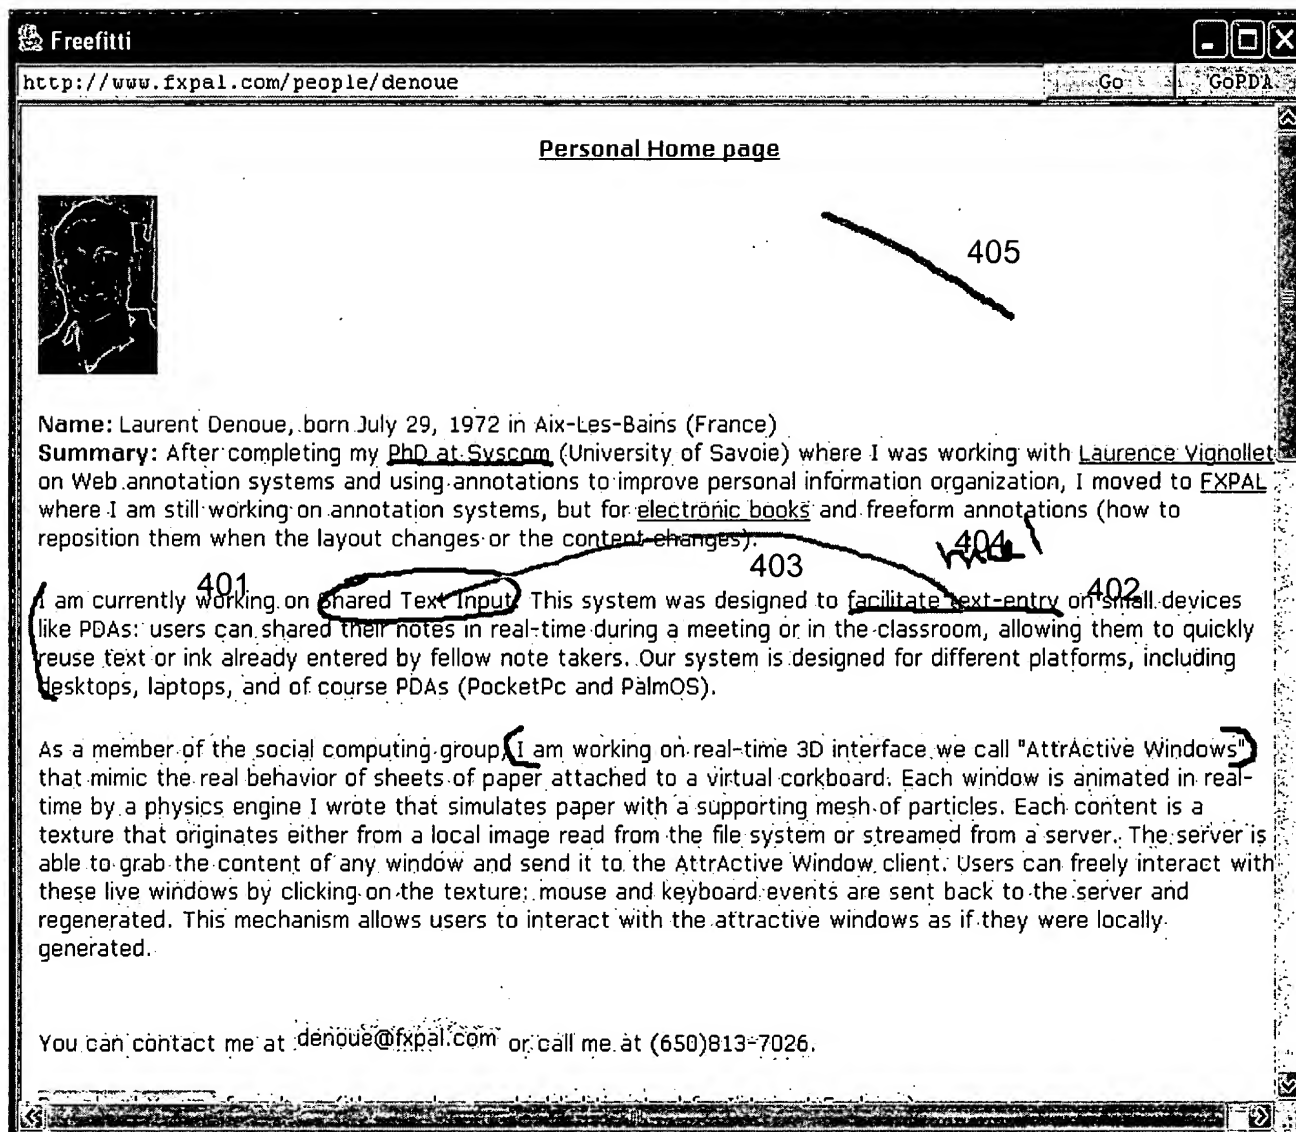 Freefitti
http://www.fxpal.com/people/denoue Go GoPDA
Personal Home page
405
Name: Laurent Denoue, born July 29, 1972 in Aix-Les-Bains (France)
Summary: After completing my PhD at Syscom (University of Savoie) where I was working with Laurence Vignollet
on Web annotation systems and using annotations to improve personal information organization, I moved to FXPAL
where I am still working on annotation systems, but for electronic books and freeform annotations (how to
reposition them when the layout changes or the content changes).
401 403 404 402
I am currently working on Shared Text Input. This system was designed to facilitate text-entry on small devices
like PDAs: users can shared their notes in real-time during a meeting or in the classroom, allowing them to quickly
reuse text or ink already entered by fellow note takers. Our system is designed for different platforms, including
desktops, laptops, and of course PDAs (PocketPc and PalmOS).
As a member of the social computing group, I am working on real-time 3D interface we call "AttrActive Windows"
that mimic the real behavior of sheets of paper attached to a virtual corkboard. Each window is animated in real-
time by a physics engine I wrote that simulates paper with a supporting mesh of particles. Each content is a
texture that originates either from a local image read from the file system or streamed from a server. The server is
able to grab the content of any window and send it to the AttrActive Window client. Users can freely interact with
these live windows by clicking on the texture; mouse and keyboard events are sent back to the server and
regenerated. This mechanism allows users to interact with the attractive windows as if they were locally
generated.
You can contact me at denoue@fxpal.com or call me at (650)813-7026.